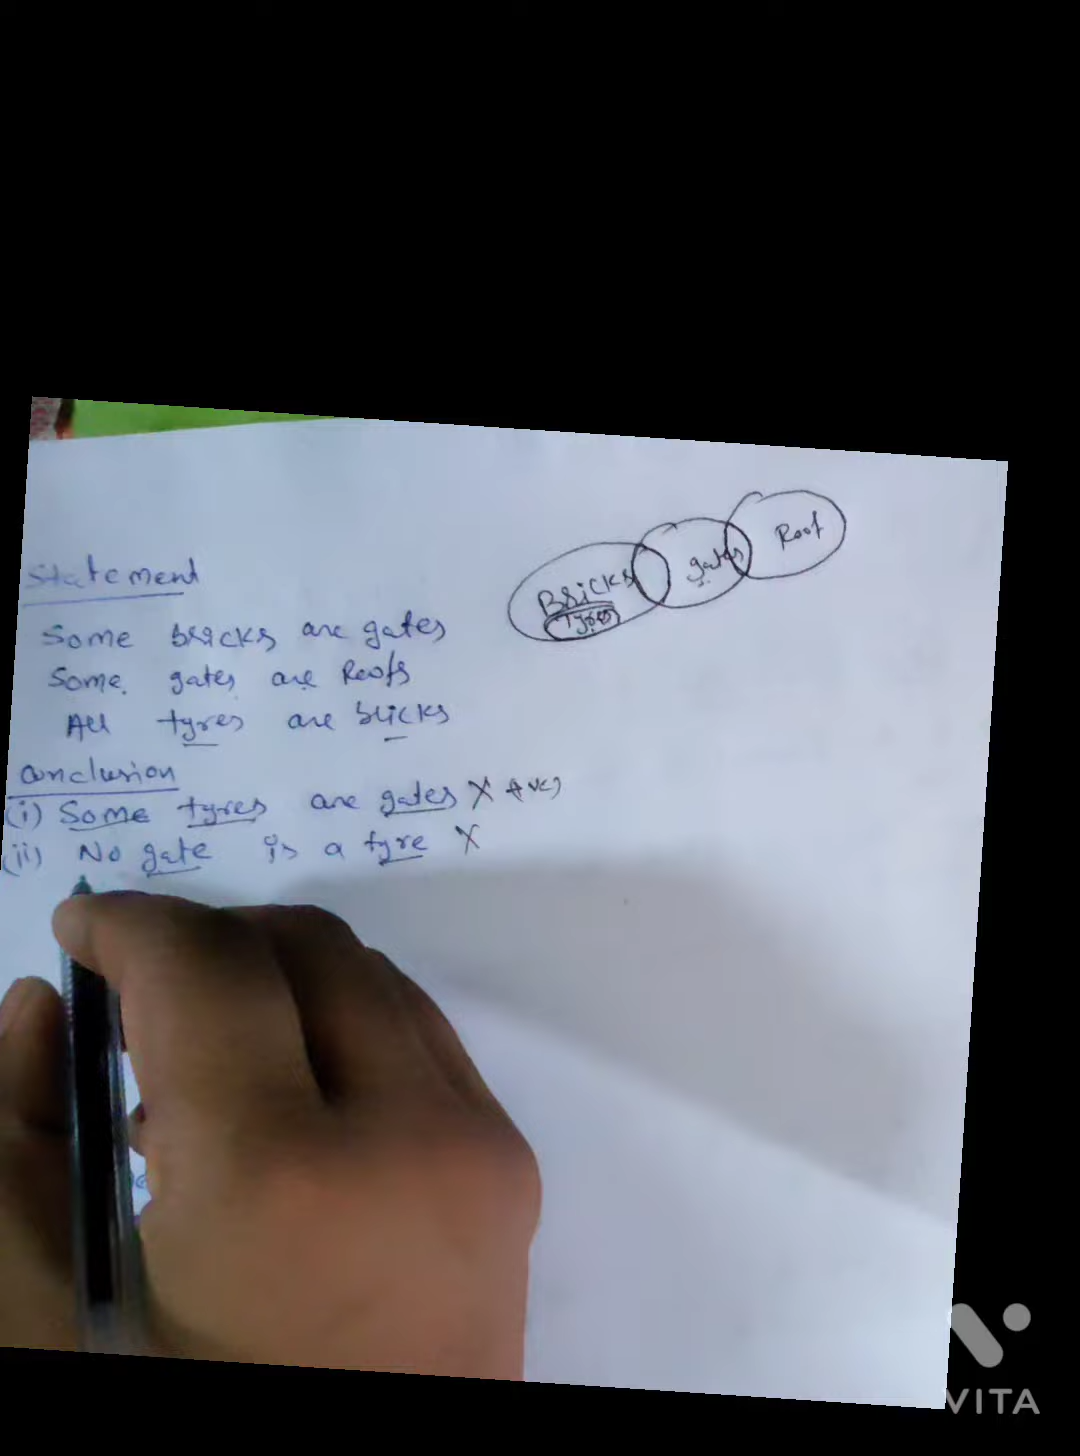 Statement
Some bricks are gates
Some gates are Roofs
All tyres are bricks
Conclusion
(i) Some tyres are gates X
(ii) No gate is a tyre X
Bricks
Tyres
gates
Roof
VITA